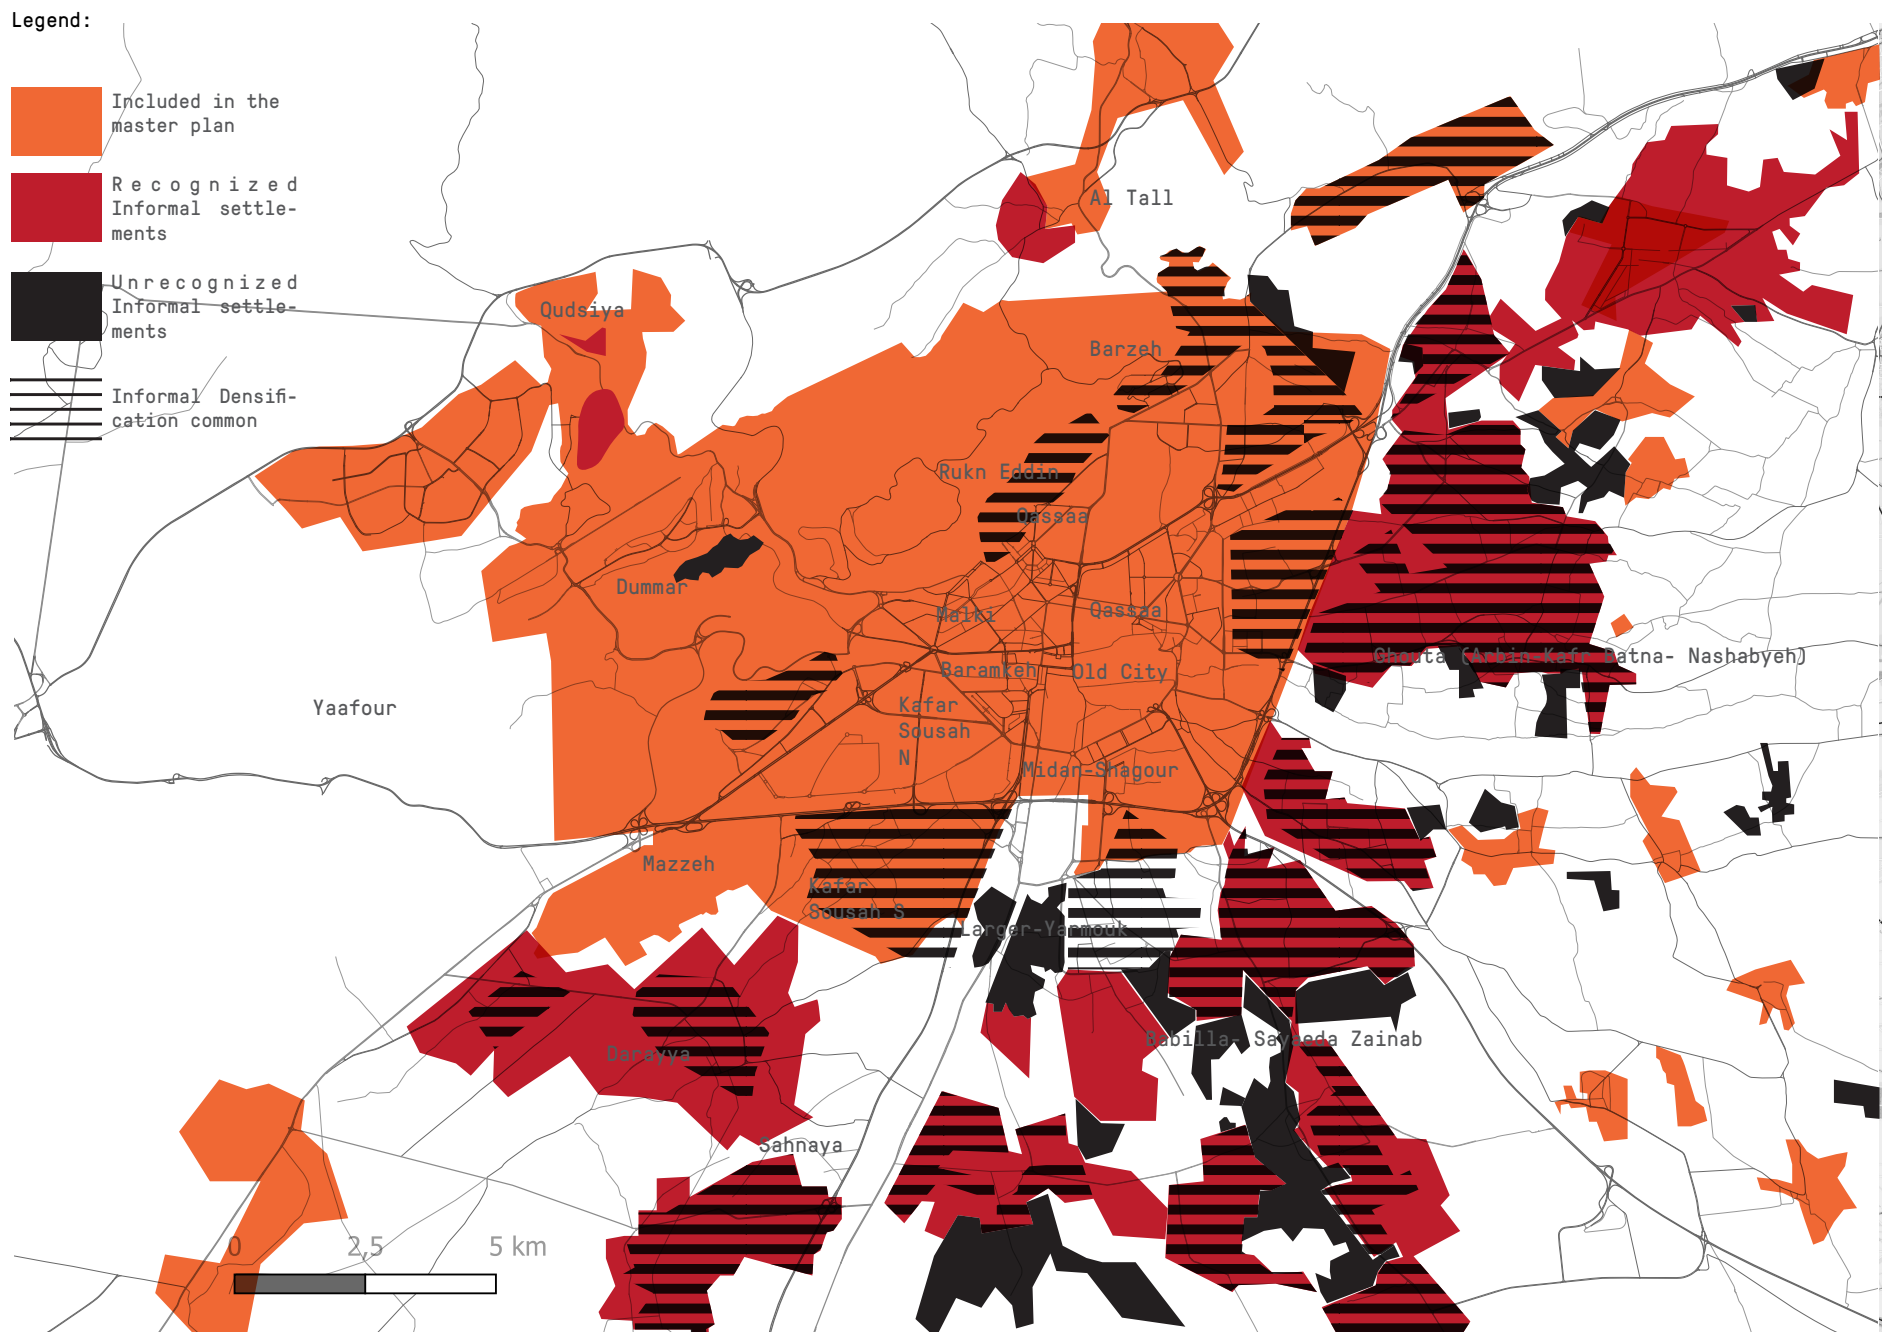 Legend:
Included in the
master plan
Recognized
Informal settle-
ments
Unrecognized
Informal settle-
ments
Informal Densifi-
cation common
Al Tall
Qudsiya
Barzeh
Rukn Eddin
Qassaa
Dummar
Malki
Qassaa
Baramkeh
Old City
Ghouta (Arbin-Kafr Batna- Nashabyeh)
Yaafour
Kafar
Sousah
N
Midan-Shagour
Mazzeh
Kafar
Sousah S
Larger-Yarmouk
Babilla- Sayaeda Zainab
Darayya
Sahnaya
0 2,5 5 km